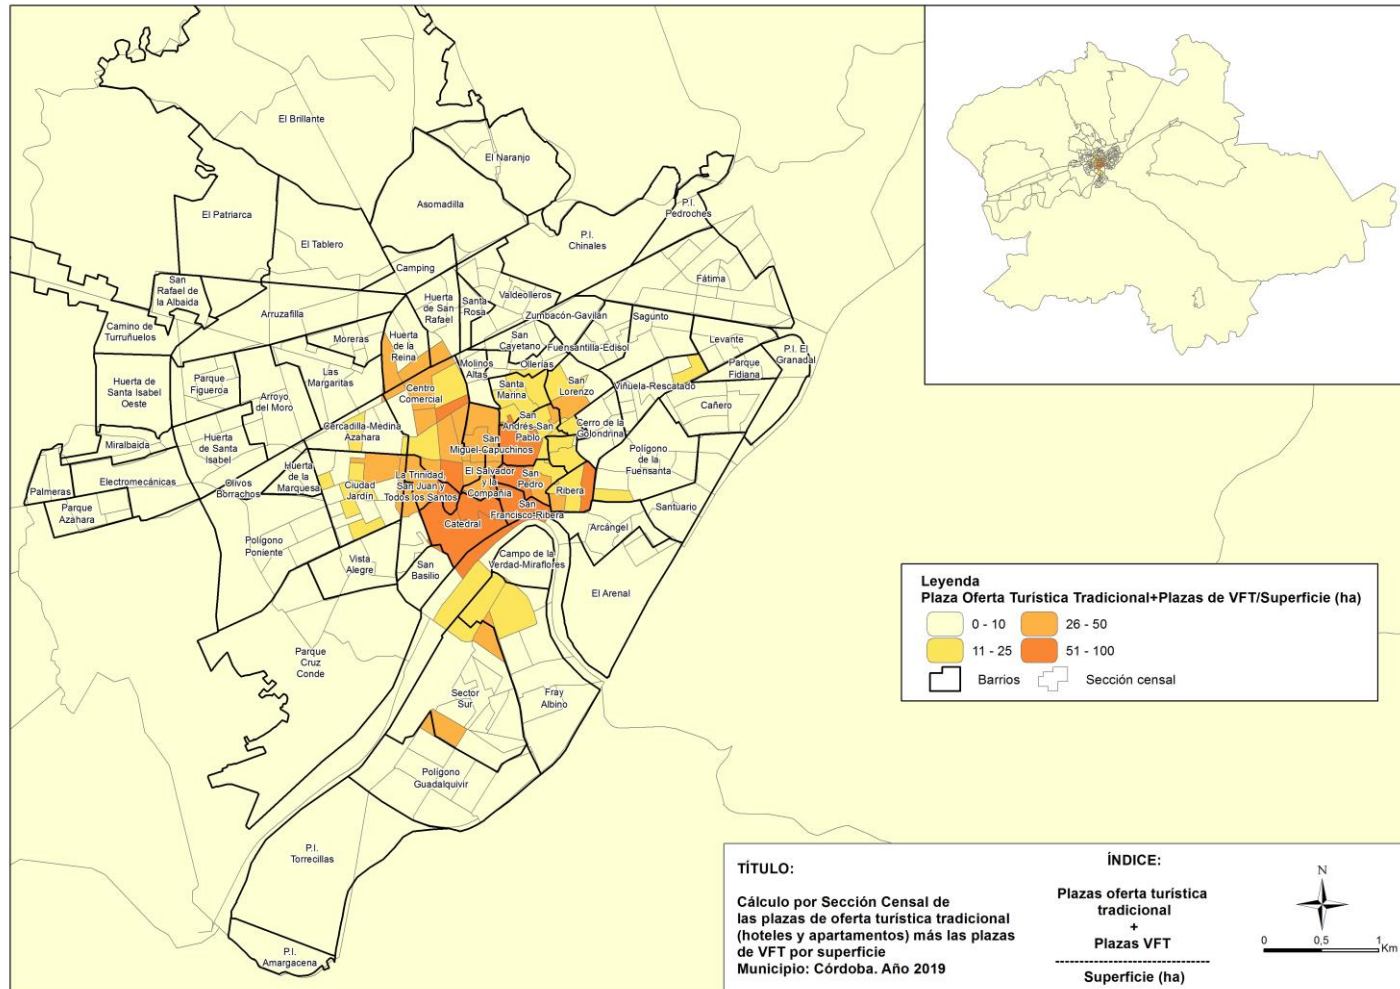 El Brillante
El Naranjo
Asomadilla
P.I.
Pedroches
El Patriarca
P.I.
Chinales
El Tablero
Camping
Fátima
San
Rafael de
la Albaida
Huerta
de San
Rafael
Santa
Rosa
Valdeolleros
Arruzafilla
Zumbacón-Gavilán
Sagunto
Camino de
Turruñuelos
Moreras
Huerta
de la
Reina
San
Cayetano
Fuensantilla-Edisol
Levante
P.I. El
Granadal
Molinos
Altas
Ollerías
Parque
Fidiana
Huerta de
Santa Isabel
Oeste
Parque
Figueroa
Las
Margaritas
Centro
Comercial
Santa
Marina
San
Lorenzo
Viñuela-Rescatado
Arroyo
del Moro
Cañero
Cercadilla-Medina
Azahara
San
Andrés-San
Pablo
Cerro de la
Golondrina
Miralbaida
Huerta
de Santa
Isabel
San
Miguel-Capuchinos
Polígono
de la
Fuensanta
Palmeras
Electromecánicas
Olivos
Borrachos
Huerta
de la
Marquesa
Ciudad
Jardín
La Trinidad,
San Juan y
Todos los Santos
El Salvador
y la
Compañía
San
Pedro
Ribera
Parque
Azahara
San
Francisco-Ribera
Santuario
Catedral
Arcángel
Polígono
Poniente
Vista
Alegre
San
Basilio
Campo de la
Verdad-Miraflores
El Arenal
Parque
Cruz
Conde
Sector
Sur
Fray
Albino
Polígono
Guadalquivir
P.I.
Torrecillas
P.I.
Amargacena
Leyenda
Plaza Oferta Turística Tradicional+Plazas de VFT/Superficie (ha)
0 - 10 26 - 50
11 - 25 51 - 100
Barrios Sección censal
TÍTULO:
Cálculo por Sección Censal de
las plazas de oferta turística tradicional
(hoteles y apartamentos) más las plazas
de VFT por superficie
Municipio: Córdoba. Año 2019
ÍNDICE:
Plazas oferta turística
tradicional
+
Plazas VFT
--------------------------------
Superficie (ha)
N
0 0,5 1
Km